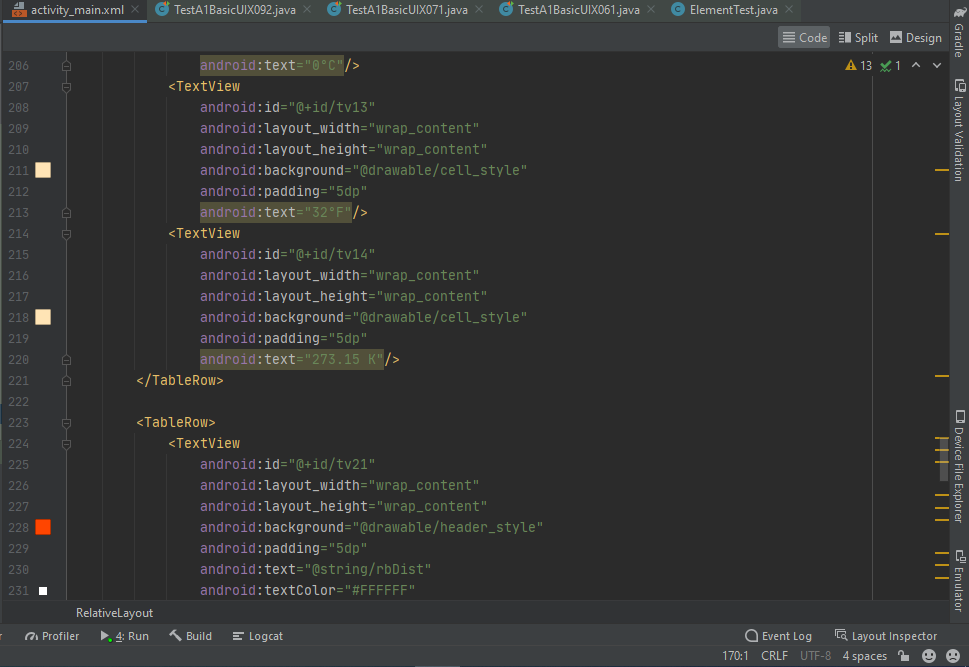 activity_main.xml TestA1BasicUIX092.java TestA1BasicUIX071.java TestA1BasicUIX061.java ElementTest.java
Code Split Design
Gradle
Layout Validation
Device File Explorer
Emulator
13 1
206 android:text="0°C"/>
207 <TextView
208 android:id="@+id/tv13"
209 android:layout_width="wrap_content"
210 android:layout_height="wrap_content"
211 android:background="@drawable/cell_style"
212 android:padding="5dp"
213 android:text="32°F"/>
214 <TextView
215 android:id="@+id/tv14"
216 android:layout_width="wrap_content"
217 android:layout_height="wrap_content"
218 android:background="@drawable/cell_style"
219 android:padding="5dp"
220 android:text="273.15 K"/>
221 </TableRow>
222
223 <TableRow>
224 <TextView
225 android:id="@+id/tv21"
226 android:layout_width="wrap_content"
227 android:layout_height="wrap_content"
228 android:background="@drawable/header_style"
229 android:padding="5dp"
230 android:text="@string/rbDist"
231 android:textColor="#FFFFFF"
RelativeLayout
Profiler 4: Run Build Logcat Event Log Layout Inspector
170:1 CRLF UTF-8 4 spaces